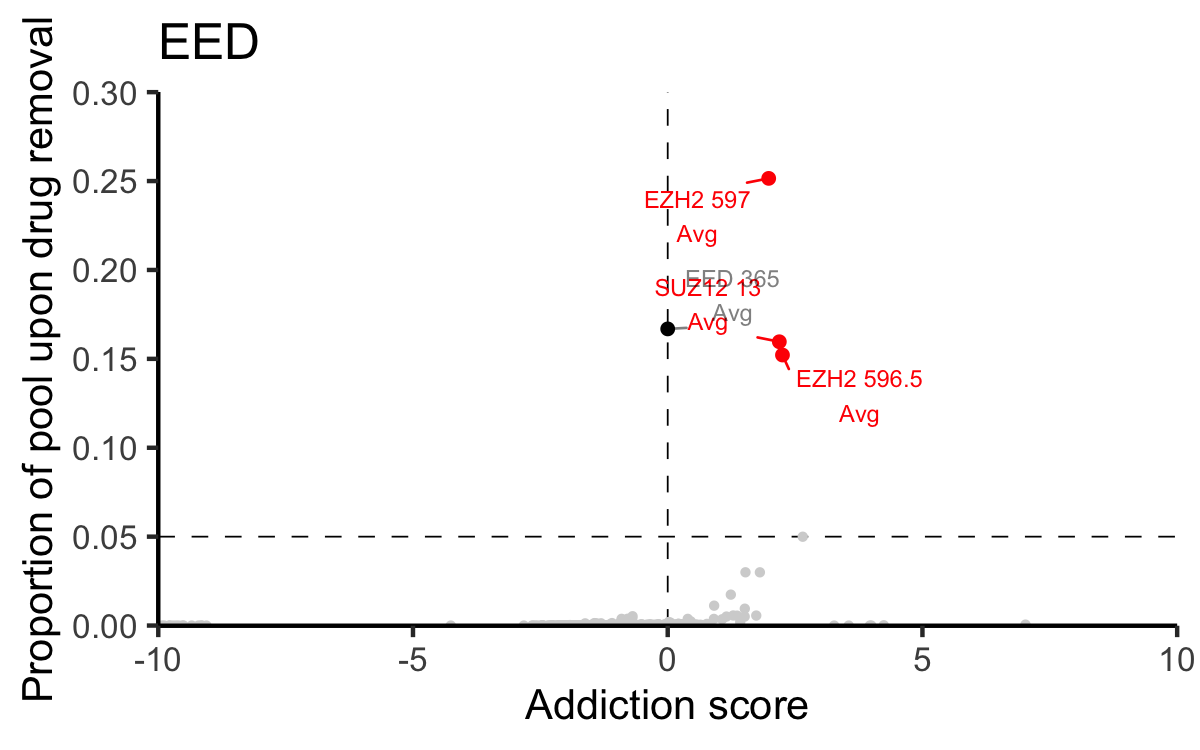 EED
Proportion of pool upon drug removal
0.30
0.25
0.20
0.15
0.10
0.05
0.00
EZH2 597
Avg
EED 365
Avg
SUZ12 13
Avg
EZH2 596.5
Avg
-10
-5
0
5
10
Addiction score